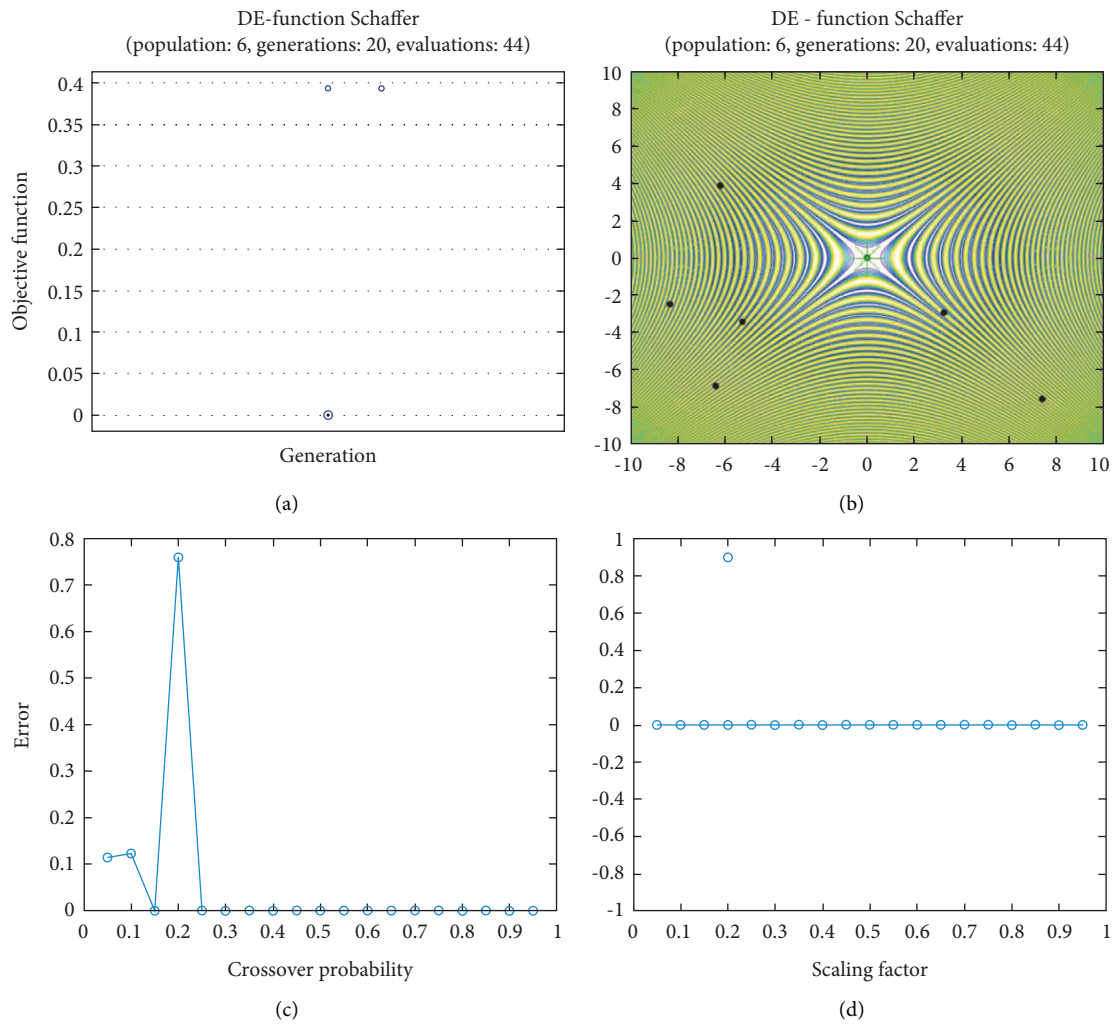 DE-function Schaffer
(population: 6, generations: 20, evaluations: 44)
0.4
0.35
0.3
0.25
0.2
0.15
0.1
0.05
0
Objective function
Generation
(a)
DE - function Schaffer
(population: 6, generations: 20, evaluations: 44)
10
8
6
4
2
0
-2
-4
-6
-8
-10
-10 -8 -6 -4 -2 0 2 4 6 8 10
(b)
0.8
0.7
0.6
0.5
0.4
0.3
0.2
0.1
0
Error
0 0.1 0.2 0.3 0.4 0.5 0.6 0.7 0.8 0.9 1
Crossover probability
(c)
1
0.8
0.6
0.4
0.2
0
-0.2
-0.4
-0.6
-0.8
-1
0 0.1 0.2 0.3 0.4 0.5 0.6 0.7 0.8 0.9 1
Scaling factor
(d)